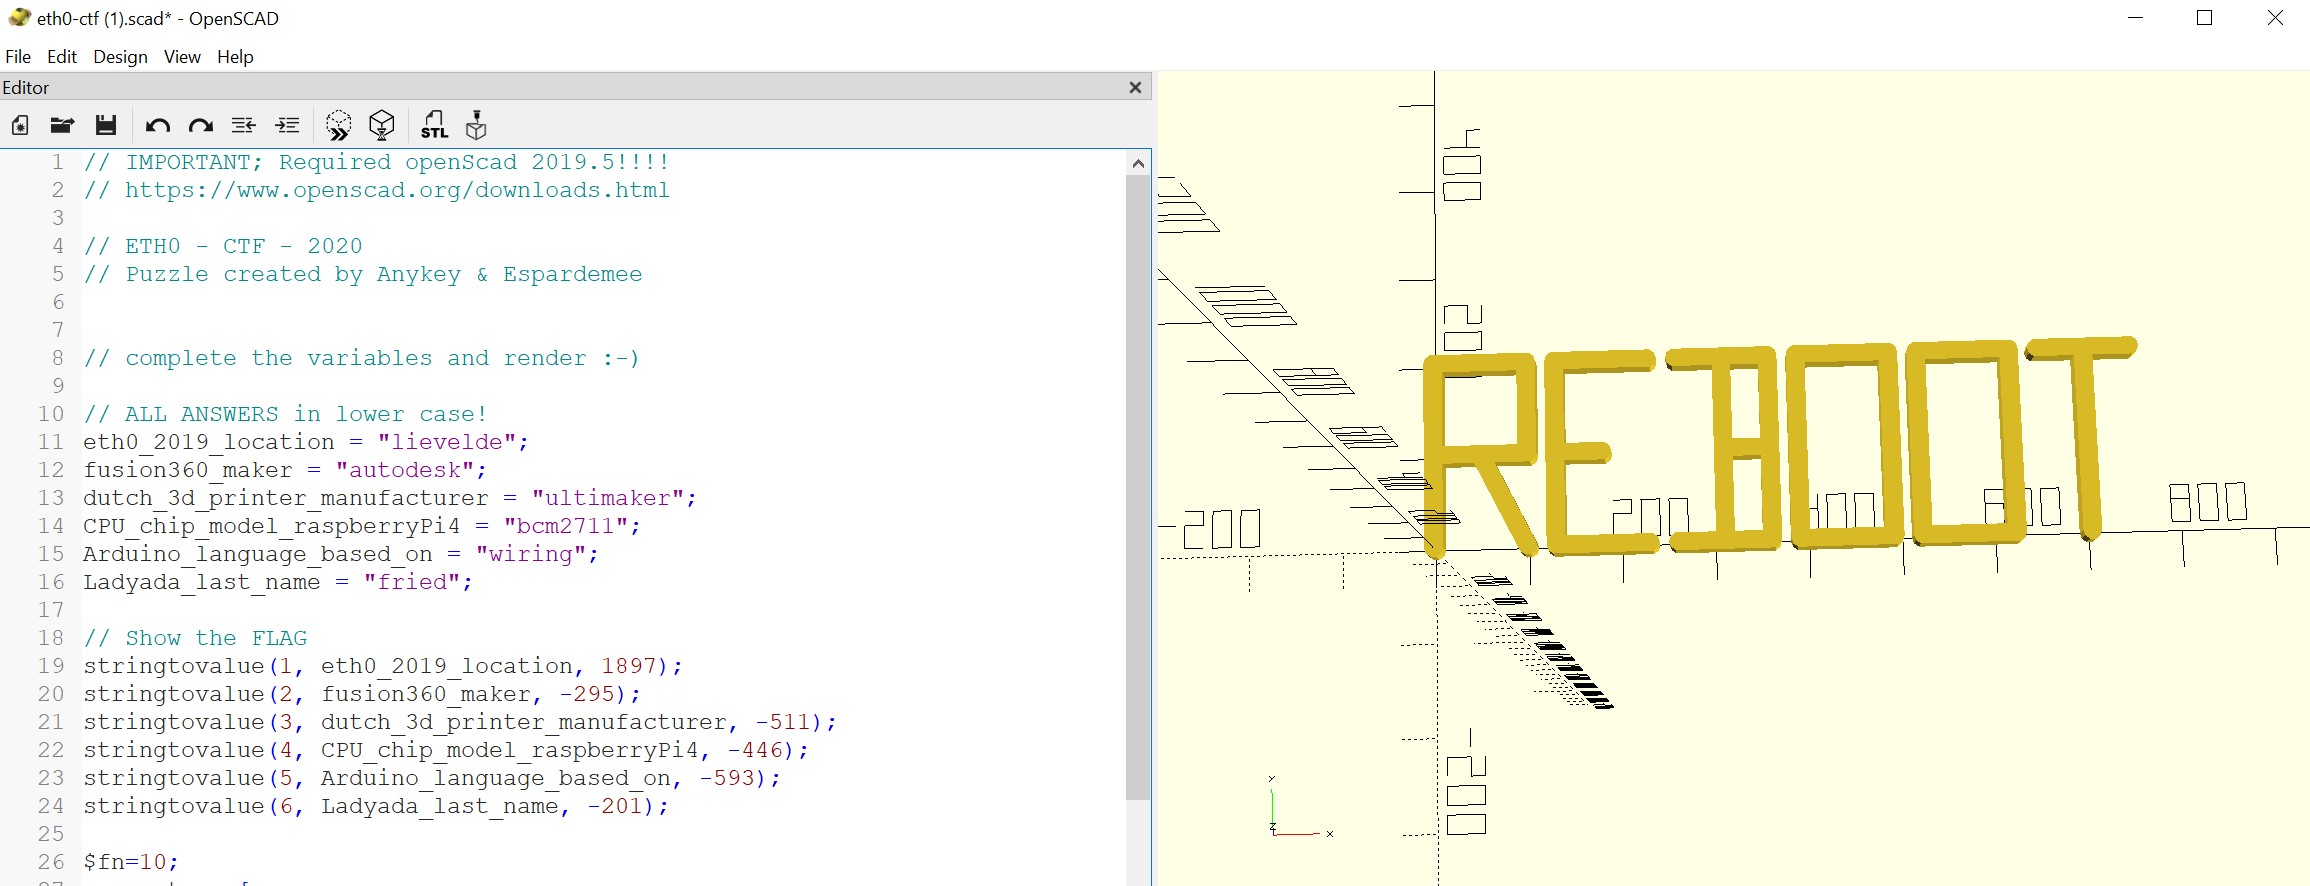 eth0-ctf (1).scad* - OpenSCAD
File Edit Design View Help
Editor
STL
1 // IMPORTANT; Required openScad 2019.5!!!!
2 // https://www.openscad.org/downloads.html
3
4 // ETH0 - CTF - 2020
5 // Puzzle created by Anykey & Espardemee
6
7
8 // complete the variables and render :-)
9
10 // ALL ANSWERS in lower case!
11 eth0_2019_location = "lievelde";
12 fusion360_maker = "autodesk";
13 dutch_3d_printer_manufacturer = "ultimaker";
14 CPU_chip_model_raspberryPi4 = "bcm2711";
15 Arduino_language_based_on = "wiring";
16 Ladyada_last_name = "fried";
17
18 // Show the FLAG
19 stringtovalue(1, eth0_2019_location, 1897);
20 stringtovalue(2, fusion360_maker, -295);
21 stringtovalue(3, dutch_3d_printer_manufacturer, -511);
22 stringtovalue(4, CPU_chip_model_raspberryPi4, -446);
23 stringtovalue(5, Arduino_language_based_on, -593);
24 stringtovalue(6, Ladyada_last_name, -201);
25
26 $fn=10;
REBOOT
200 200 800
y
z x